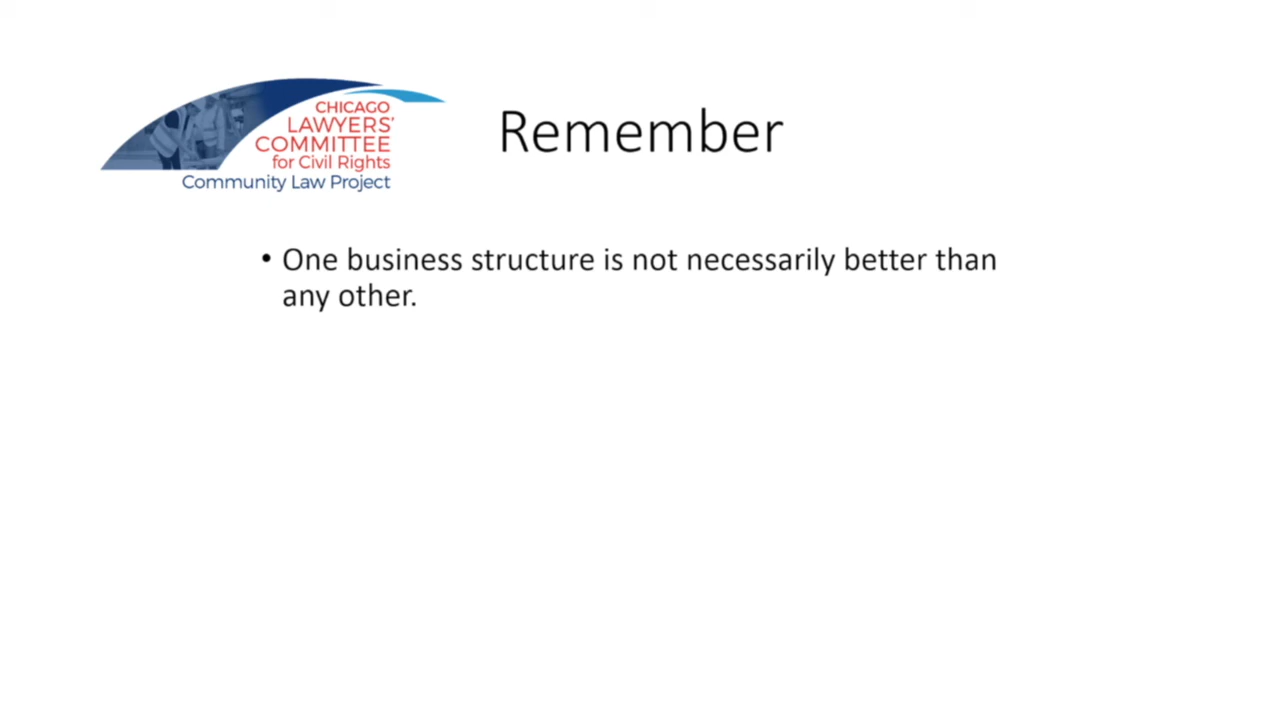 CHICAGO
LAWYERS'
COMMITTEE
for Civil Rights
Community Law Project
Remember
• One business structure is not necessarily better than
any other.